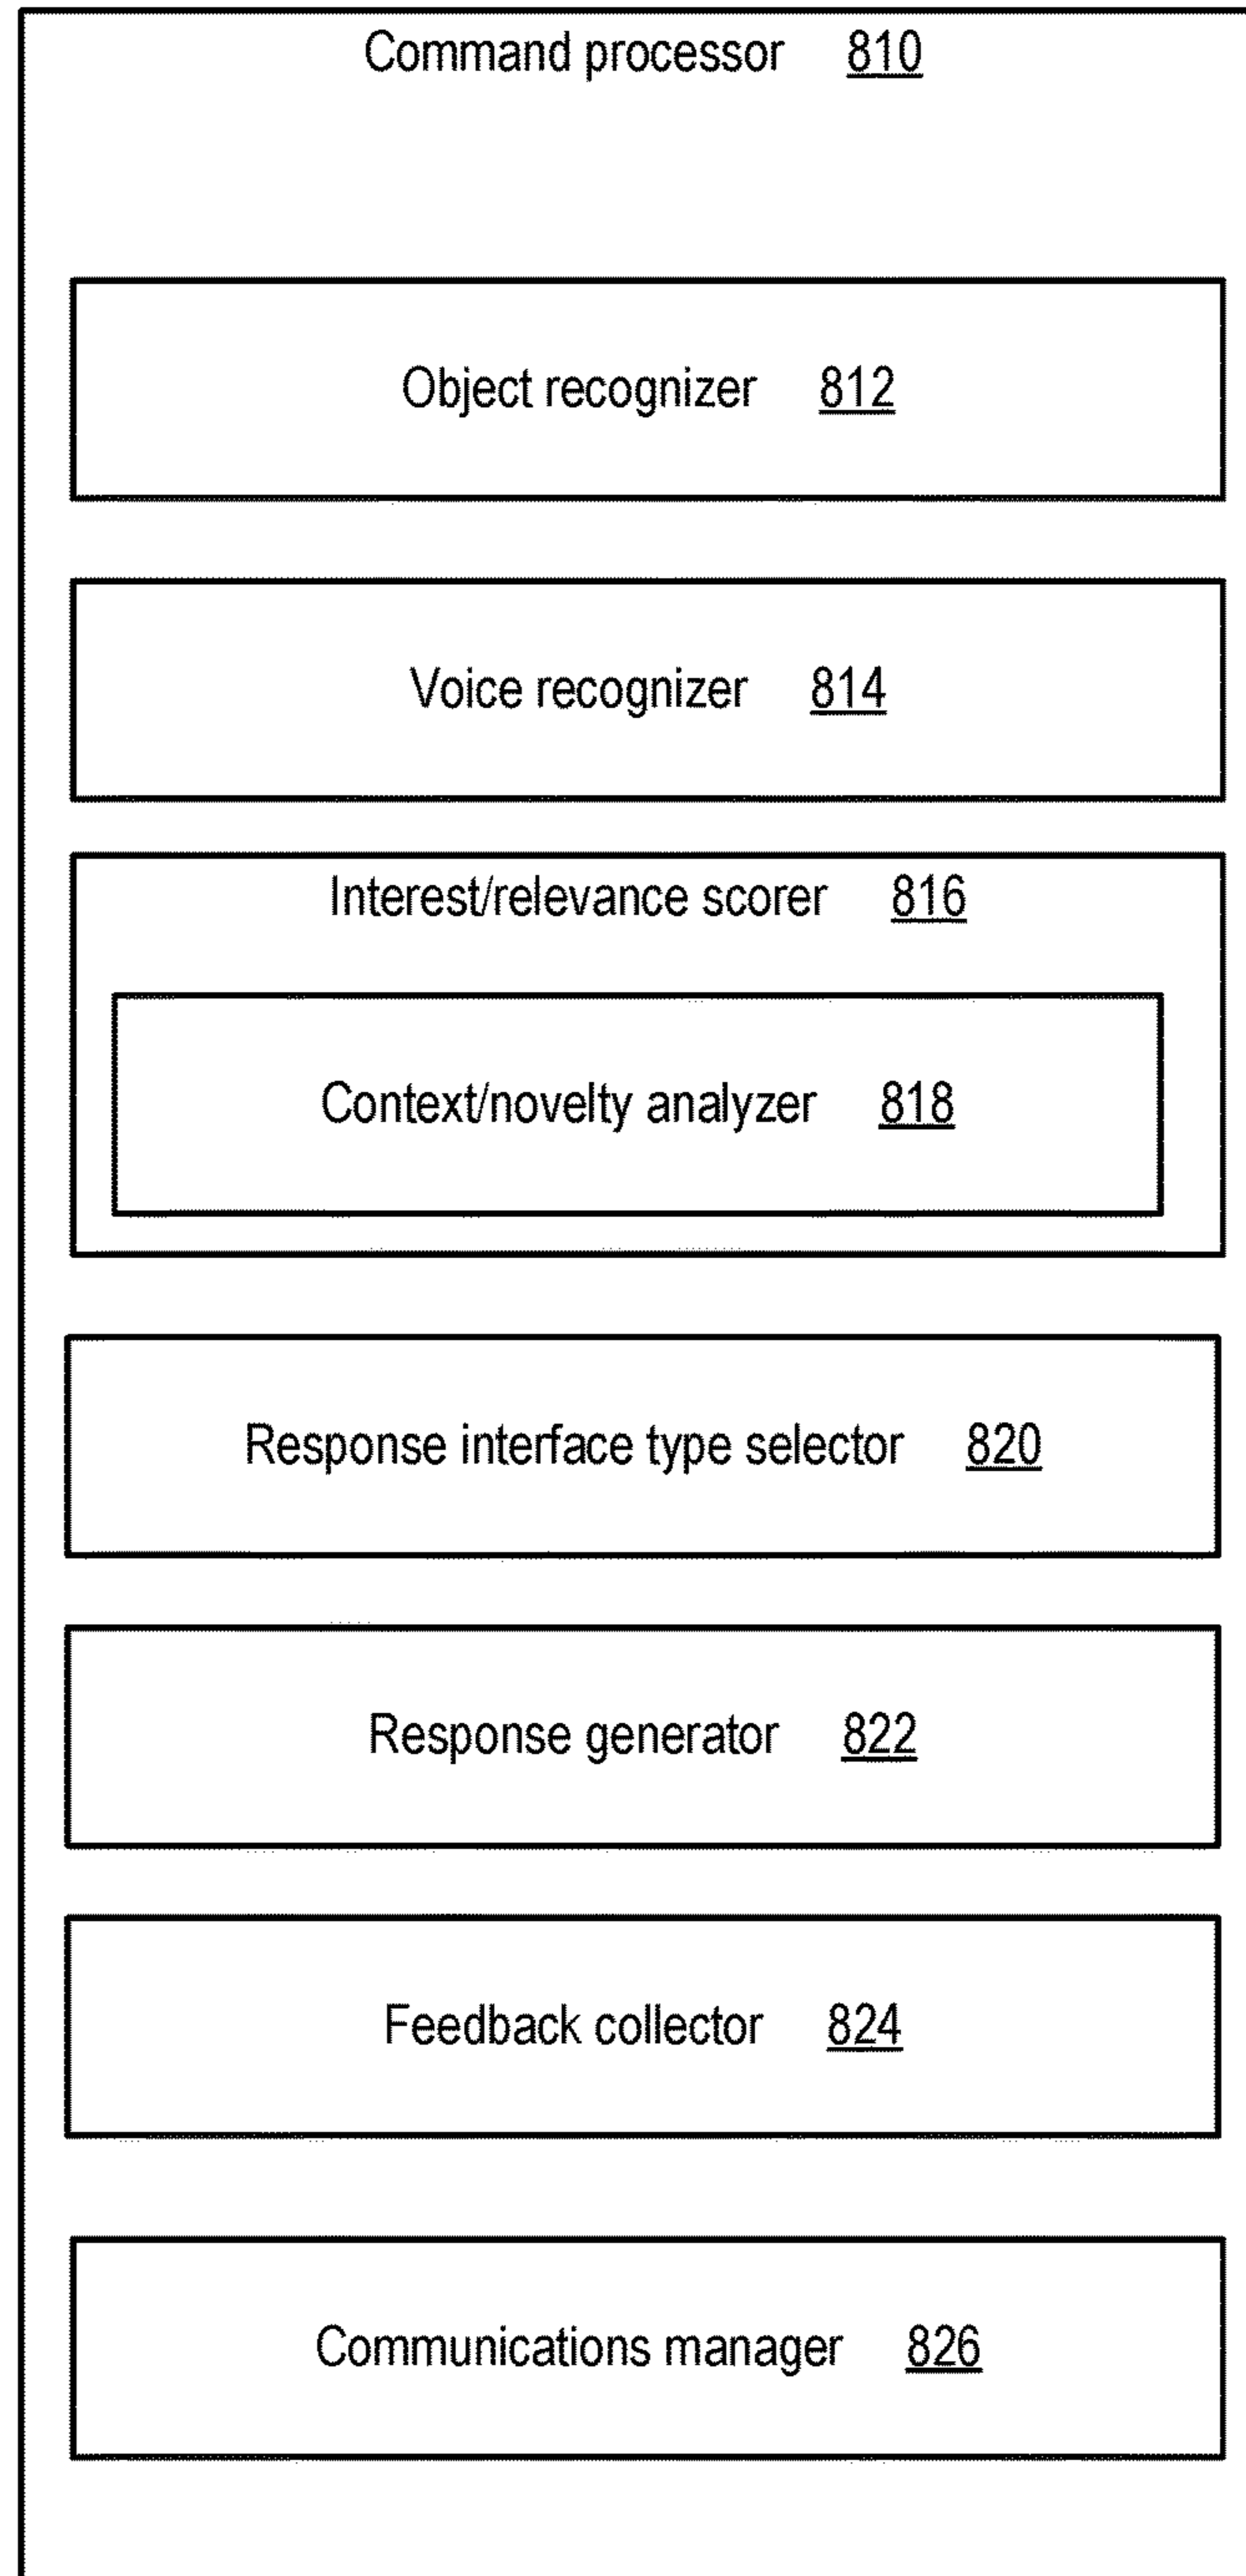 Command processor 810
Object recognizer 812
Voice recognizer 814
Interest/relevance scorer 816
Context/novelty analyzer 818
Response interface type selector 820
Response generator 822
Feedback collector 824
Communications manager 826